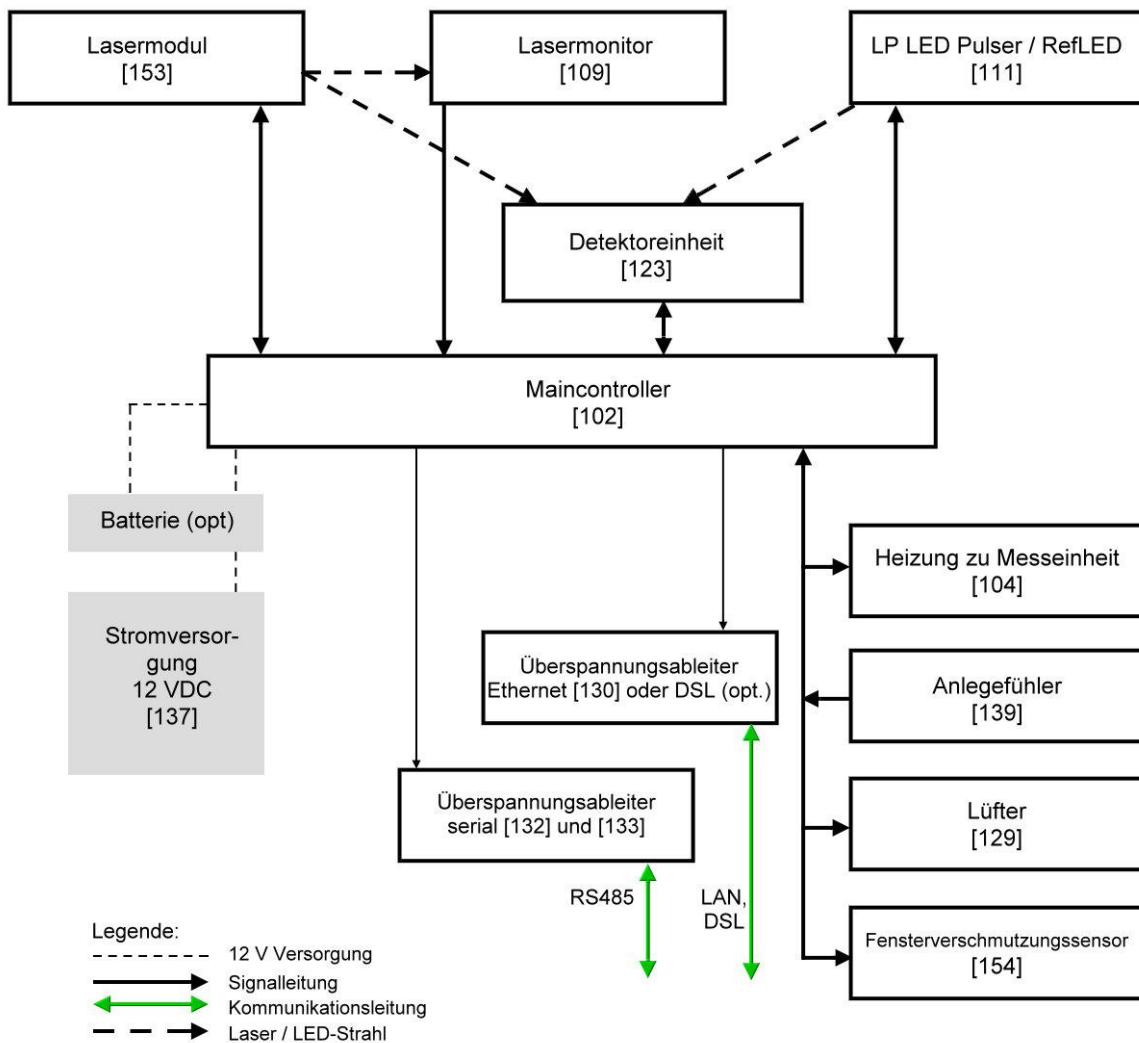 Lasermodul
[153]
Lasermonitor
[109]
LP LED Pulser / RefLED
[111]
Detektoreinheit
[123]
Maincontroller
[102]
Batterie (opt)
Stromversor-
gung
12 VDC
[137]
Überspannungsableiter
Ethernet [130] oder DSL (opt.)
Überspannungsableiter
serial [132] und [133]
RS485
LAN,
DSL
Heizung zu Messeinheit
[104]
Anlegefühler
[139]
Lüfter
[129]
Fensterverschmutzungssensor
[154]
Legende:
12 V Versorgung
Signalleitung
Kommunikationsleitung
Laser / LED-Strahl